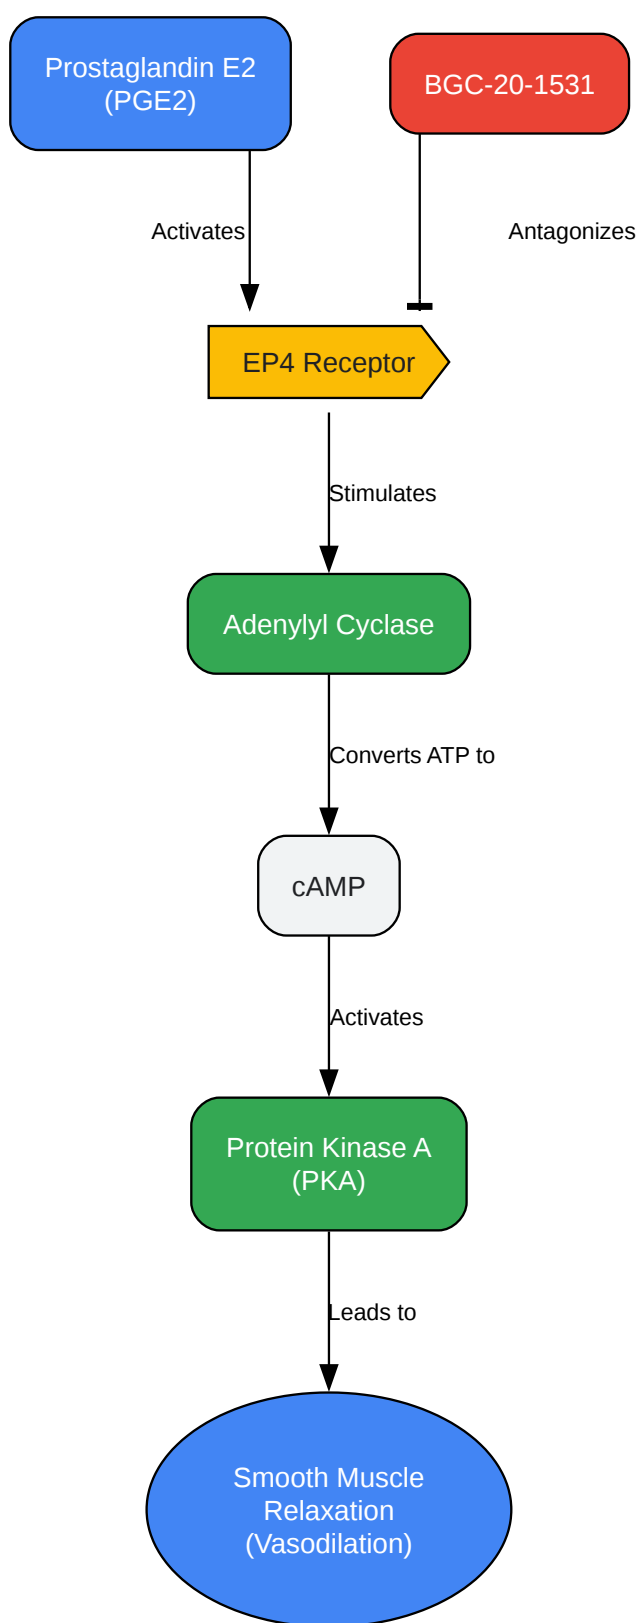 Prostaglandin E2
(PGE2)
BGC-20-1531
Activates
Antagonizes
EP4 Receptor
Stimulates
Adenylyl Cyclase
Converts ATP to
cAMP
Activates
Protein Kinase A
(PKA)
Leads to
Smooth Muscle
Relaxation
(Vasodilation)